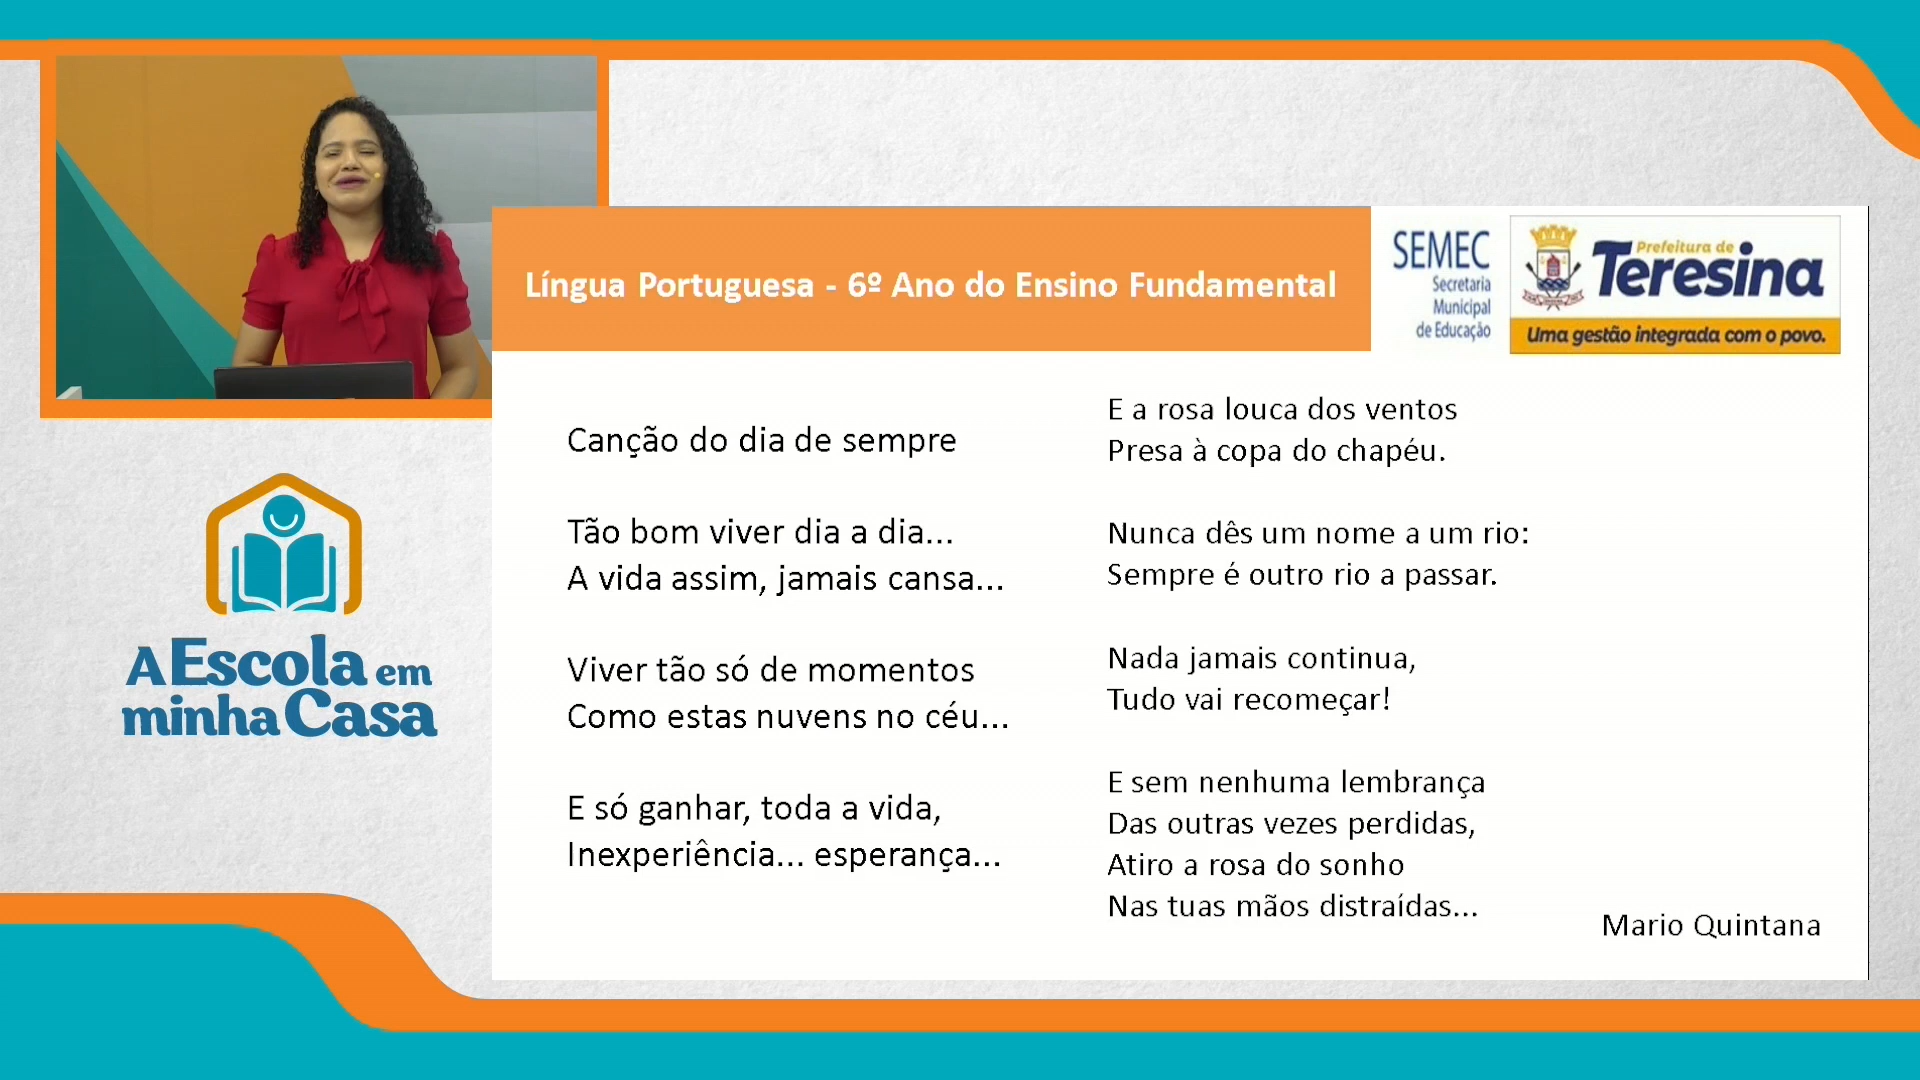 Língua Portuguesa - 6º Ano do Ensino Fundamental
SEMEC
Secretaria
Municipal
de Educação
Prefeitura de
Teresina
Uma gestão integrada com o povo.
Canção do dia de sempre
Tão bom viver dia a dia...
A vida assim, jamais cansa...
Viver tão só de momentos
Como estas nuvens no céu...
E só ganhar, toda a vida,
Inexperiência... esperança...
E a rosa louca dos ventos
Presa à copa do chapéu.
Nunca dês um nome a um rio:
Sempre é outro rio a passar.
Nada jamais continua,
Tudo vai recomeçar!
E sem nenhuma lembrança
Das outras vezes perdidas,
Atiro a rosa do sonho
Nas tuas mãos distraídas...
Mario Quintana
A Escola em
minha Casa